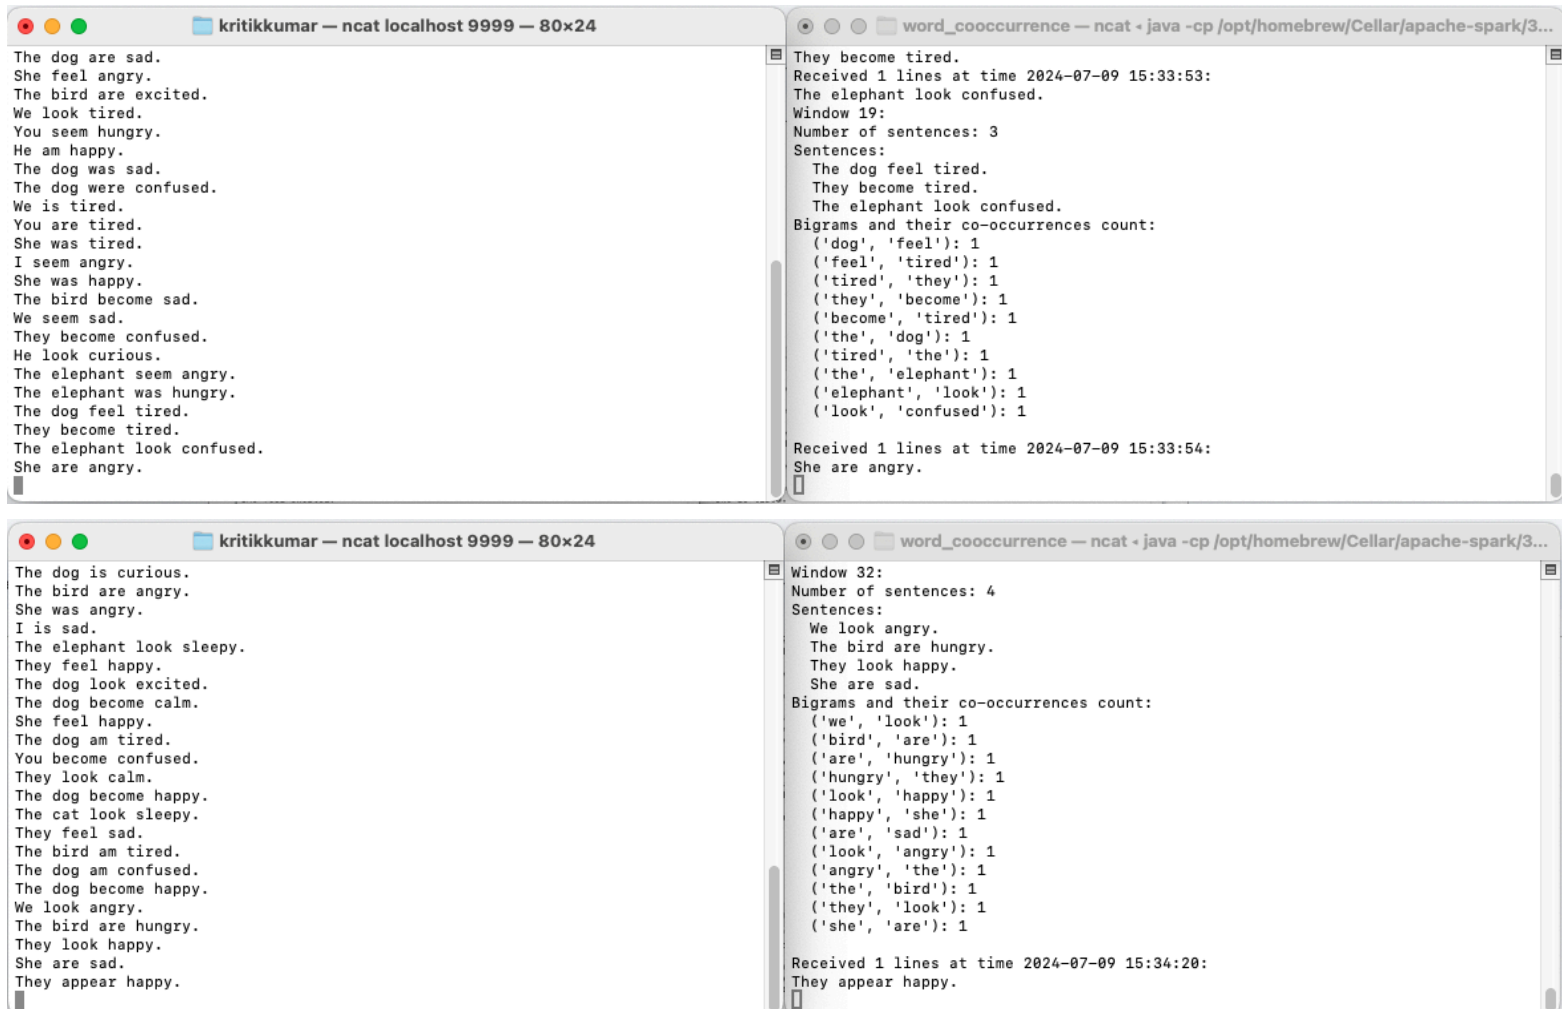 kritikkumar — ncat localhost 9999 — 80×24
The dog are sad.
She feel angry.
The bird are excited.
We look tired.
You seem hungry.
He am happy.
The dog was sad.
The dog were confused.
We is tired.
You are tired.
She was tired.
I seem angry.
She was happy.
The bird become sad.
We seem sad.
They become confused.
He look curious.
The elephant seem angry.
The elephant was hungry.
The dog feel tired.
They become tired.
The elephant look confused.
She are angry.
word_cooccurrence — ncat ◂ java -cp /opt/homebrew/Cellar/apache-spark/3...
They become tired.
Received 1 lines at time 2024-07-09 15:33:53:
The elephant look confused.
Window 19:
Number of sentences: 3
Sentences:
  The dog feel tired.
  They become tired.
  The elephant look confused.
Bigrams and their co-occurrences count:
  ('dog', 'feel'): 1
  ('feel', 'tired'): 1
  ('tired', 'they'): 1
  ('they', 'become'): 1
  ('become', 'tired'): 1
  ('the', 'dog'): 1
  ('tired', 'the'): 1
  ('the', 'elephant'): 1
  ('elephant', 'look'): 1
  ('look', 'confused'): 1
Received 1 lines at time 2024-07-09 15:33:54:
She are angry.
kritikkumar — ncat localhost 9999 — 80×24
The dog is curious.
The bird are angry.
She was angry.
I is sad.
The elephant look sleepy.
They feel happy.
The dog look excited.
The dog become calm.
She feel happy.
The dog am tired.
You become confused.
They look calm.
The dog become happy.
The cat look sleepy.
They feel sad.
The bird am tired.
The dog am confused.
The dog become happy.
We look angry.
The bird are hungry.
They look happy.
She are sad.
They appear happy.
word_cooccurrence — ncat ◂ java -cp /opt/homebrew/Cellar/apache-spark/3...
Window 32:
Number of sentences: 4
Sentences:
  We look angry.
  The bird are hungry.
  They look happy.
  She are sad.
Bigrams and their co-occurrences count:
  ('we', 'look'): 1
  ('bird', 'are'): 1
  ('are', 'hungry'): 1
  ('hungry', 'they'): 1
  ('look', 'happy'): 1
  ('happy', 'she'): 1
  ('are', 'sad'): 1
  ('look', 'angry'): 1
  ('angry', 'the'): 1
  ('the', 'bird'): 1
  ('they', 'look'): 1
  ('she', 'are'): 1
Received 1 lines at time 2024-07-09 15:34:20:
They appear happy.